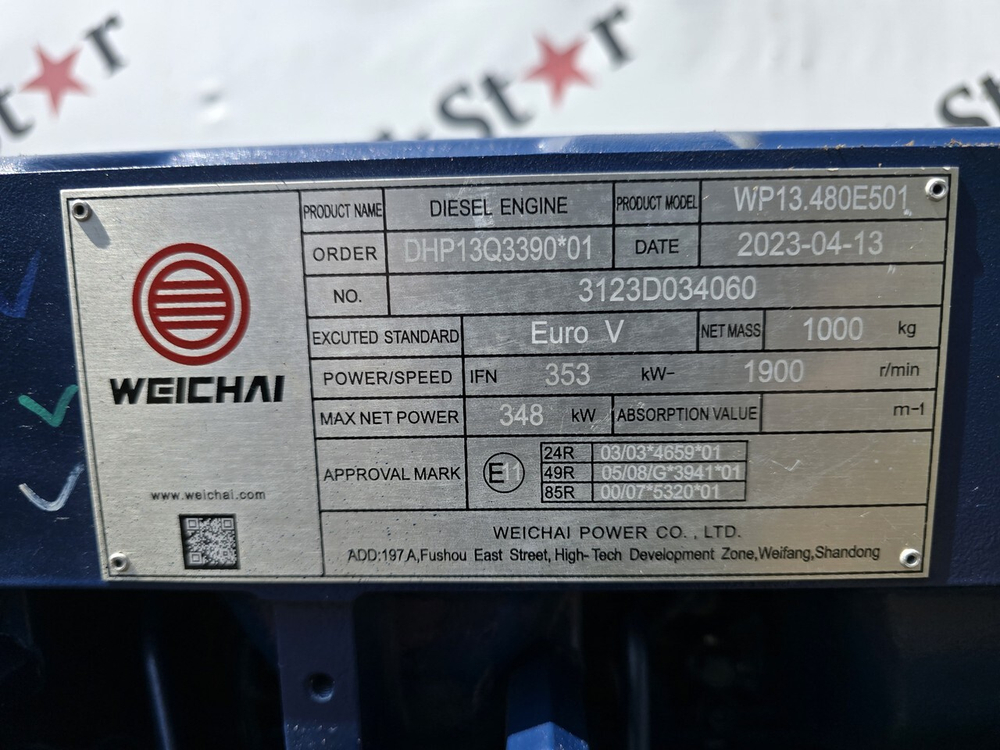 r
St★r
St
WEICHAI
www.weichai.com
PRODUCT NAME DIESEL ENGINE PRODUCT MODEL WP13.480E501
ORDER DHP13Q3390*01 DATE 2023-04-13
NO. 3123D034060
EXCUTED STANDARD Euro V NET MASS 1000 kg
POWER/SPEED IFN 353 kW- 1900 r/min
MAX NET POWER 348 kW ABSORPTION VALUE m-1
APPROVAL MARK E11
24R 03/03*4659*01
49R 05/08/G*3941*01
85R 00/07*5320*01
WEICHAI POWER CO., LTD.
ADD:197 A,Fushou East Street, High-Tech Development Zone,Weifang,Shandong